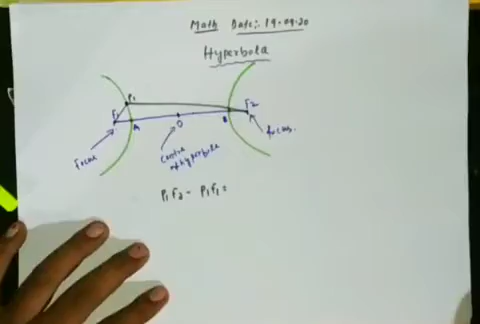 Math Date:- 19-09-20
Hyperbola
P1
F1
F2
A
O
B
focus
centre
of hyperbola
focus.
P1F2 - P1F1 =